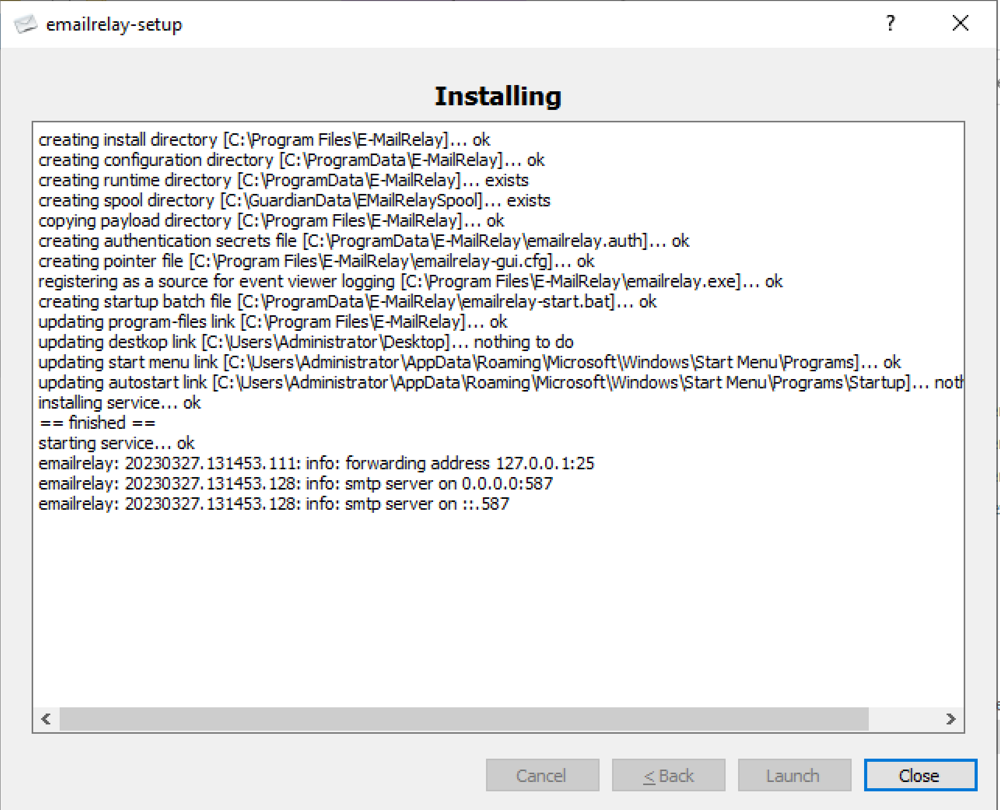 emailrelay-setup
?
Installing
creating install directory [C:\Program Files\E-MailRelay]... ok
creating configuration directory [C:\ProgramData\E-MailRelay]... ok
creating runtime directory [C:\ProgramData\E-MailRelay]... exists
creating spool directory [C:\GuardianData\EMailRelaySpool]... exists
copying payload directory [C:\Program Files\E-MailRelay]... ok
creating authentication secrets file [C:\ProgramData\E-MailRelay\emailrelay.auth]... ok
creating pointer file [C:\Program Files\E-MailRelay\emailrelay-gui.cfg]... ok
registering as a source for event viewer logging [C:\Program Files\E-MailRelay\emailrelay.exe]... ok
creating startup batch file [C:\ProgramData\E-MailRelay\emailrelay-start.bat]... ok
updating program-files link [C:\Program Files\E-MailRelay]... ok
updating destkop link [C:\Users\Administrator\Desktop]... nothing to do
updating start menu link [C:\Users\Administrator\AppData\Roaming\Microsoft\Windows\Start Menu\Programs]... ok
updating autostart link [C:\Users\Administrator\AppData\Roaming\Microsoft\Windows\Start Menu\Programs\Startup]... noth
installing service... ok
== finished ==
starting service... ok
emailrelay: 20230327.131453.111: info: forwarding address 127.0.0.1:25
emailrelay: 20230327.131453.128: info: smtp server on 0.0.0.0:587
emailrelay: 20230327.131453.128: info: smtp server on ::.587
Cancel
< Back
Launch
Close